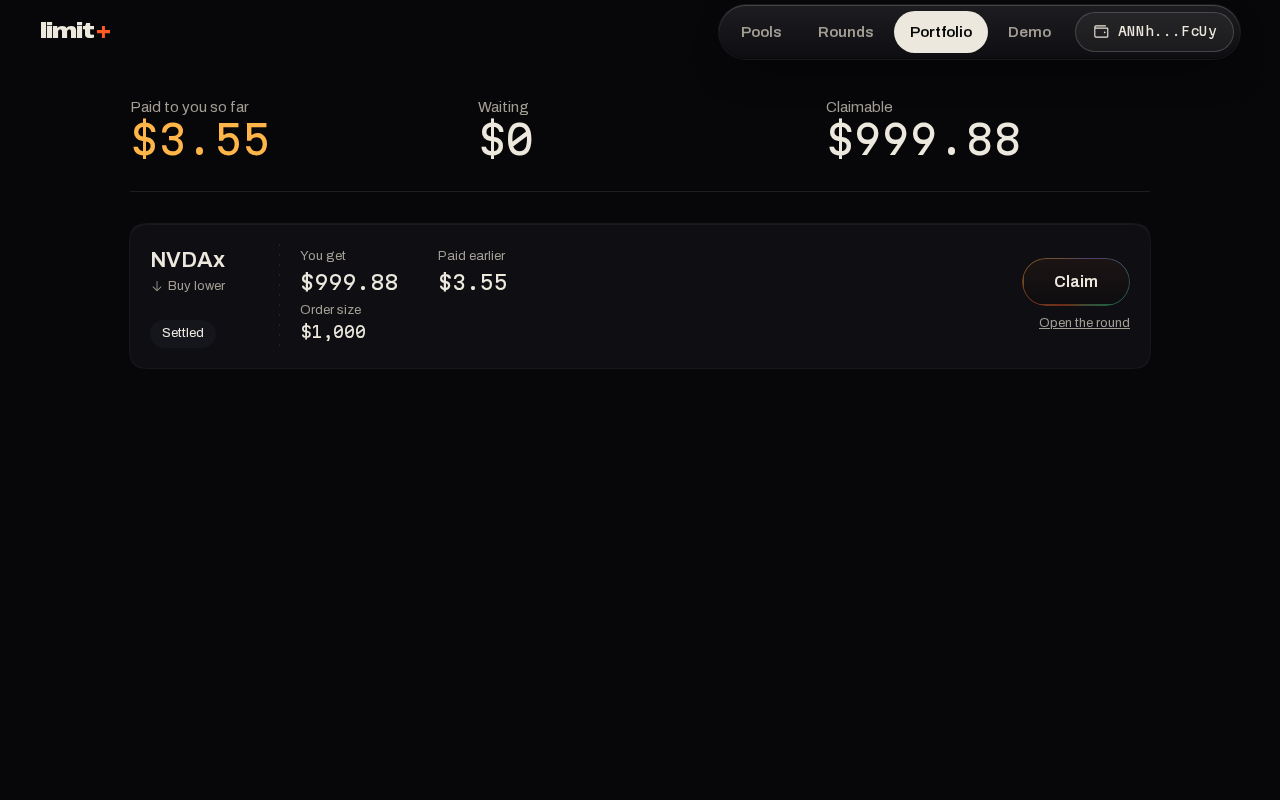 limit+
Pools Rounds Portfolio Demo ANNh...FcUy
Paid to you so far Waiting Claimable
$3.55 $0 $999.88
NVDAx
↓ Buy lower
Settled
You get Paid earlier
$999.88 $3.55
Order size
$1,000
Claim
Open the round